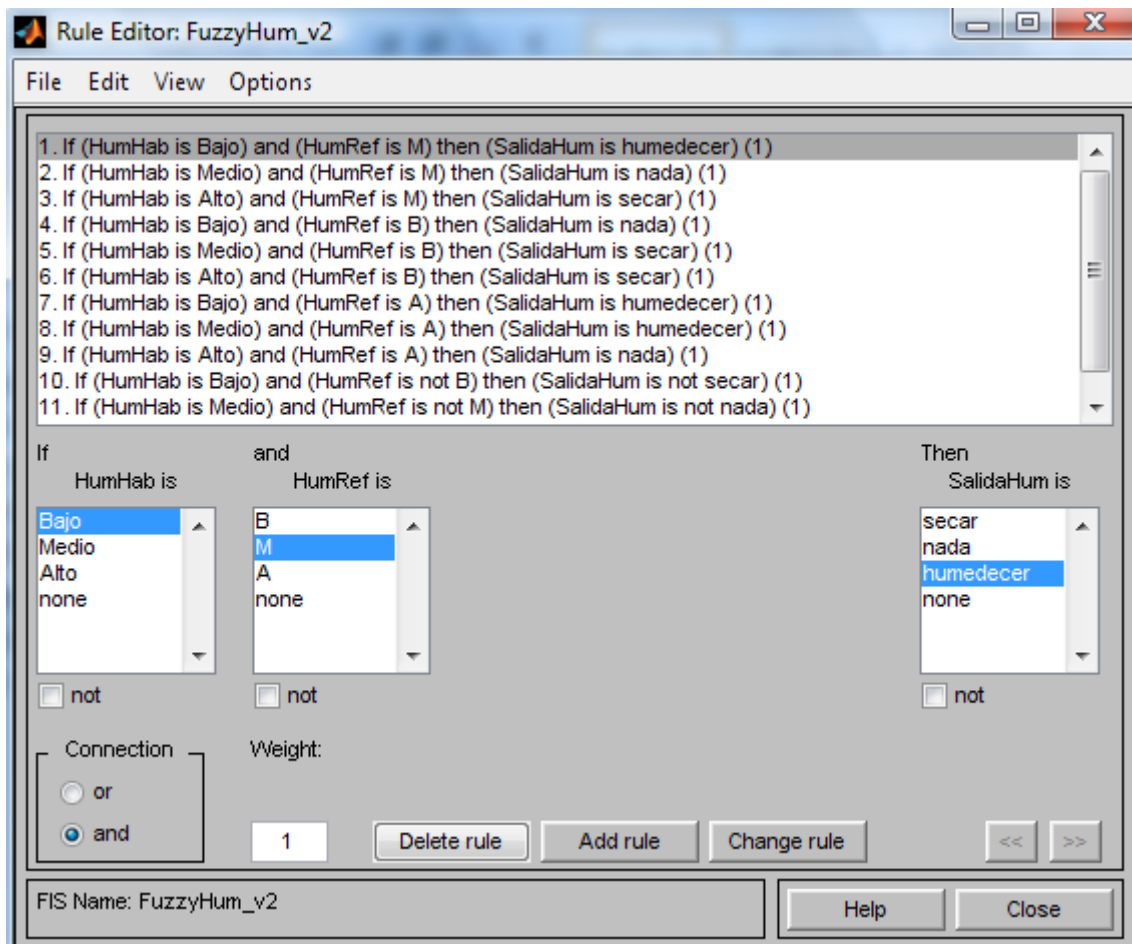 Rule Editor: FuzzyHum_v2
File Edit View Options
1. If (HumHab is Bajo) and (HumRef is M) then (SalidaHum is humedecer) (1)
2. If (HumHab is Medio) and (HumRef is M) then (SalidaHum is nada) (1)
3. If (HumHab is Alto) and (HumRef is M) then (SalidaHum is secar) (1)
4. If (HumHab is Bajo) and (HumRef is B) then (SalidaHum is nada) (1)
5. If (HumHab is Medio) and (HumRef is B) then (SalidaHum is secar) (1)
6. If (HumHab is Alto) and (HumRef is B) then (SalidaHum is secar) (1)
7. If (HumHab is Bajo) and (HumRef is A) then (SalidaHum is humedecer) (1)
8. If (HumHab is Medio) and (HumRef is A) then (SalidaHum is humedecer) (1)
9. If (HumHab is Alto) and (HumRef is A) then (SalidaHum is nada) (1)
10. If (HumHab is Bajo) and (HumRef is not B) then (SalidaHum is not secar) (1)
11. If (HumHab is Medio) and (HumRef is not M) then (SalidaHum is not nada) (1)
If and Then
HumHab is HumRef is SalidaHum is
Bajo B secar
Medio M nada
Alto A humedecer
none none none
not not not
Connection Weight:
or
and 1 Delete rule Add rule Change rule << >>
FIS Name: FuzzyHum_v2 Help Close